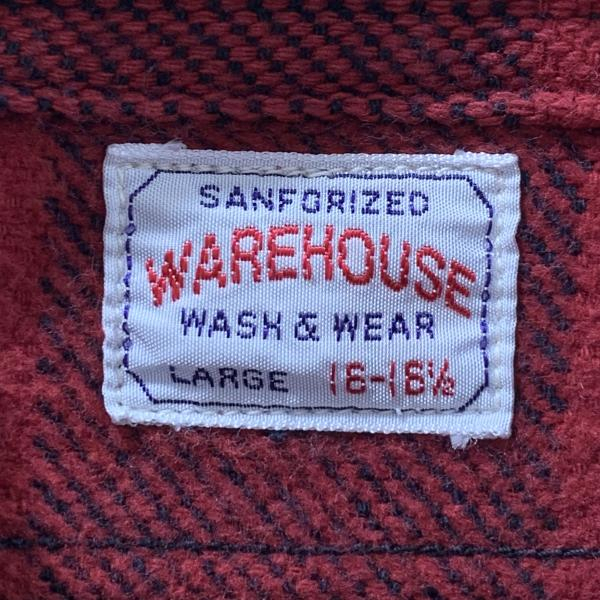 SANFORIZED
WAREHOUSE
WASH & WEAR
LARGE 16-16½